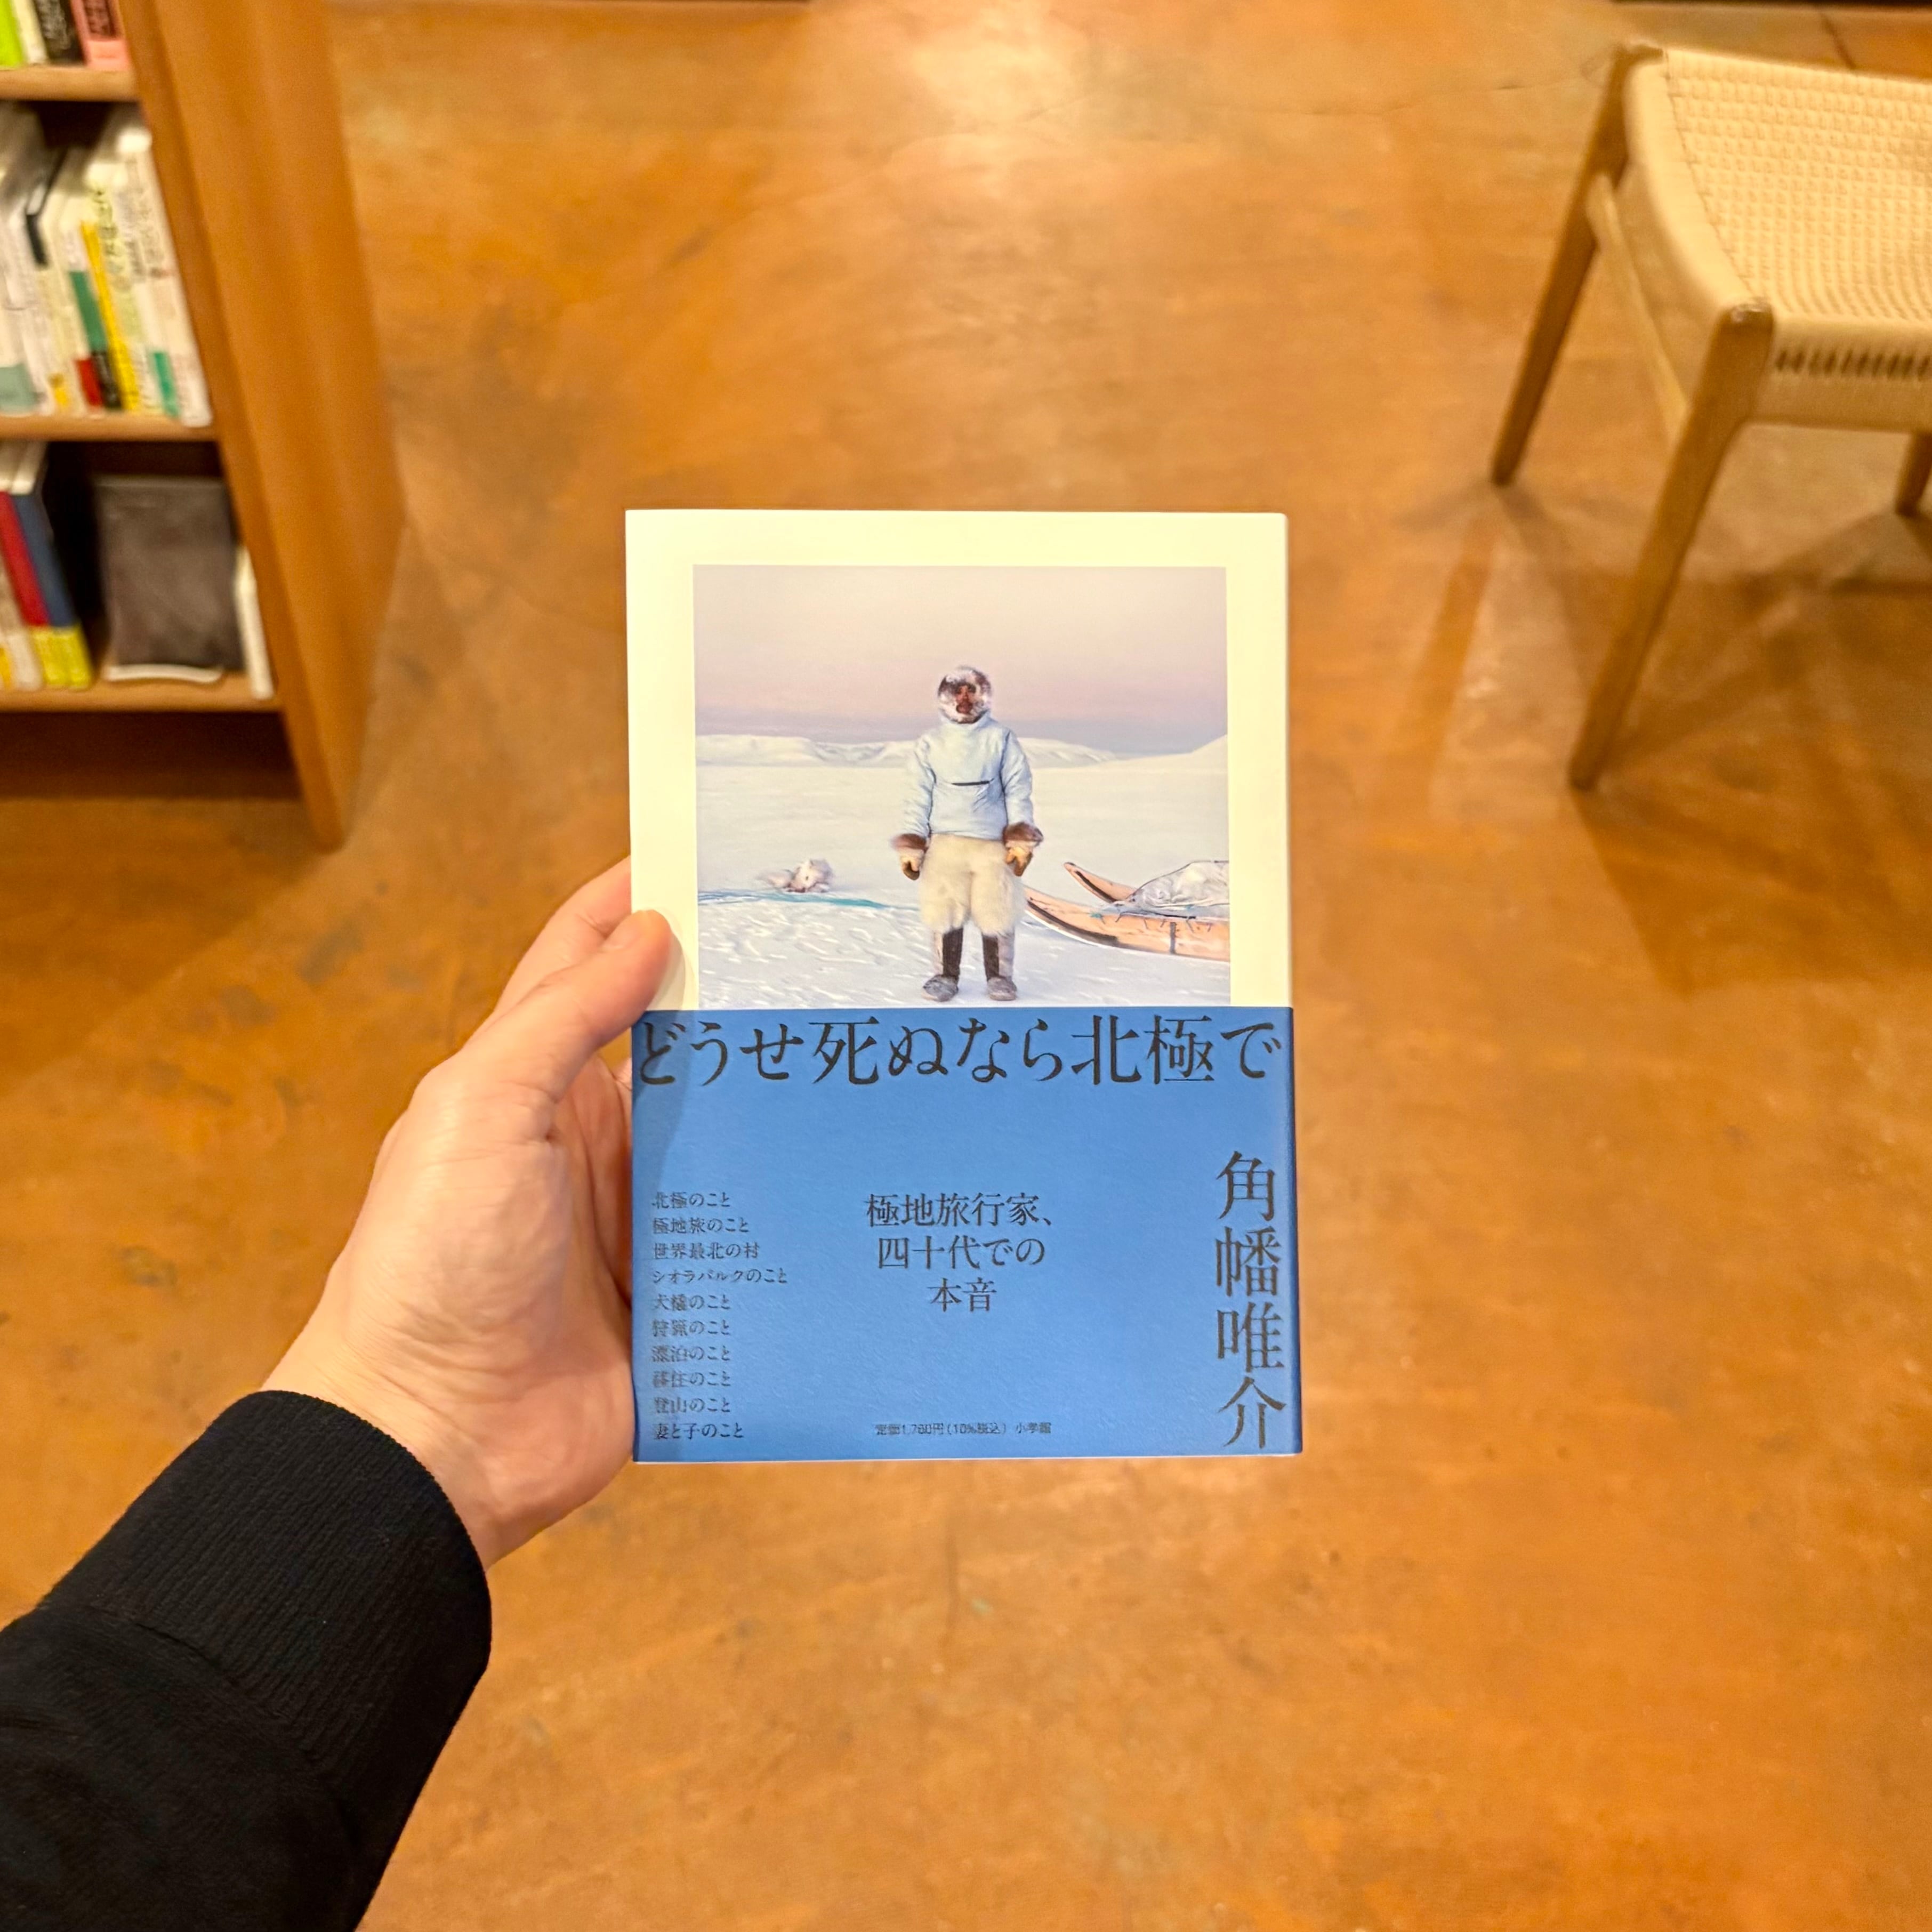 どうせ死ぬなら北極で
角幡唯介
極地旅行家、
四十代での
本音
北極のこと
極地旅のこと
世界最北の村
シオラパルクのこと
犬橇のこと
狩猟のこと
漂泊のこと
移住のこと
登山のこと
妻と子のこと
定価1,760円(10%税込) 小学館